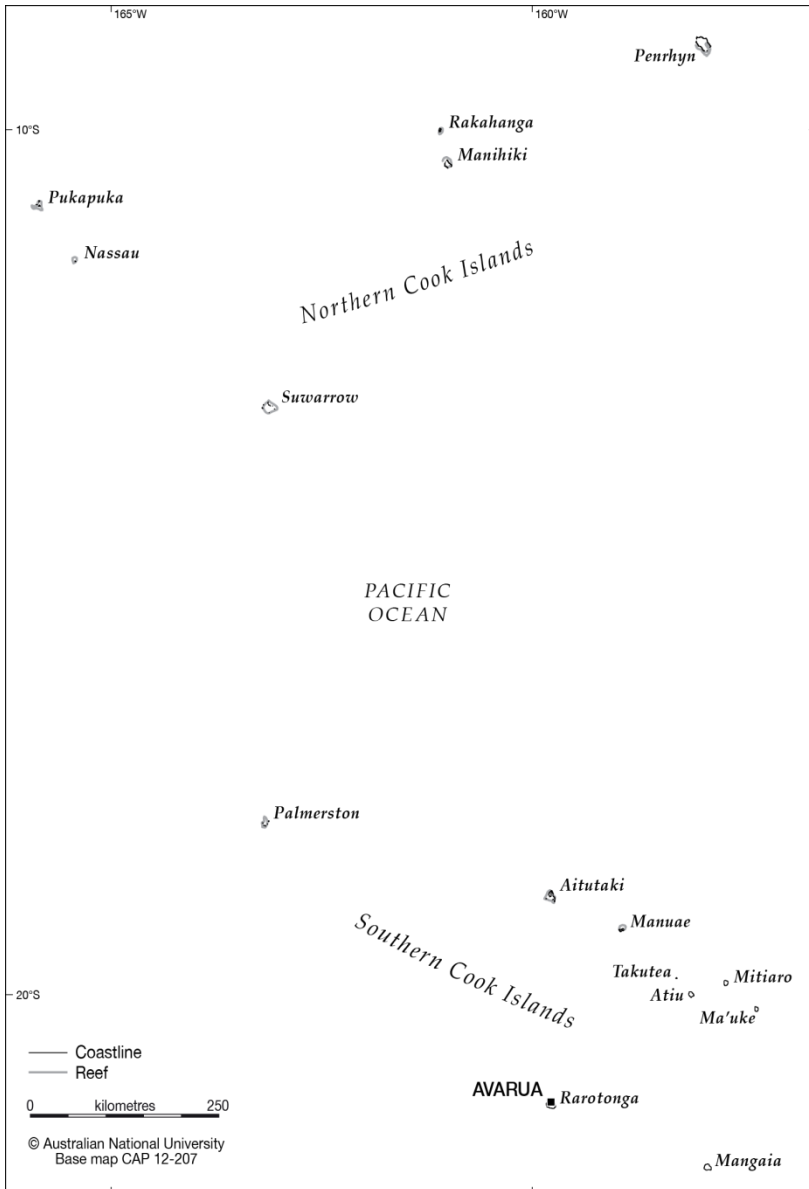 165°W
160°W
Penrhyn
10°S
Rakahanga
Manihiki
Pukapuka
Nassau
Northern Cook Islands
Suwarrow
PACIFIC
OCEAN
Palmerston
Aitutaki
Manuae
Southern Cook Islands
Takutea
Mitiaro
20°S
Atiu
Ma'uke
Coastline
Reef
0 kilometres 250
AVARUA
Rarotonga
© Australian National University
Base map CAP 12-207
Mangaia